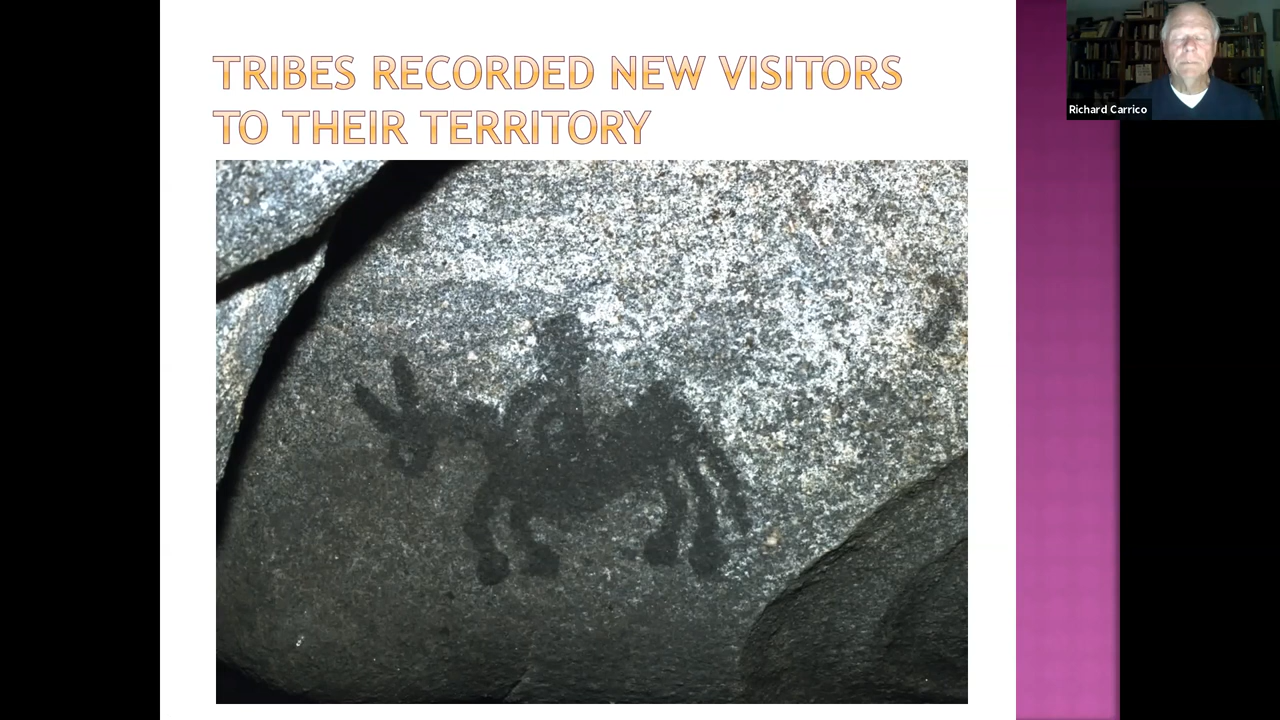 TRIBES RECORDED NEW VISITORS
TO THEIR TERRITORY
Richard Carrico